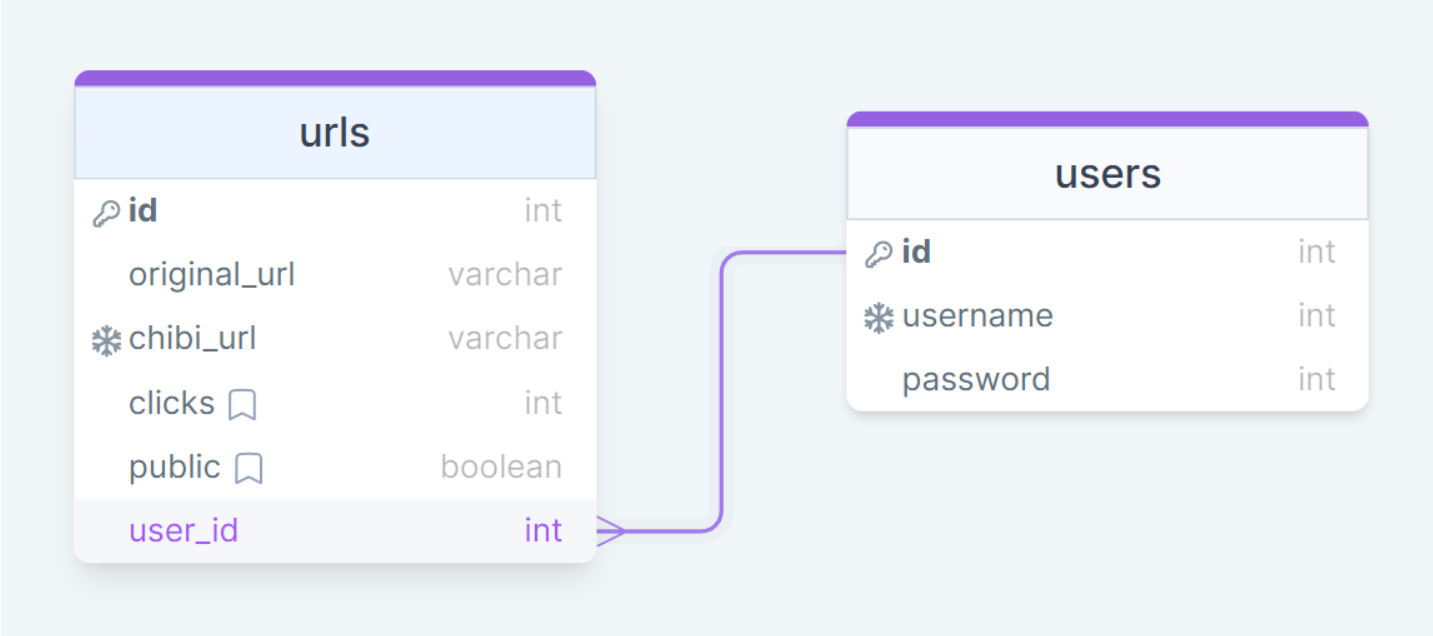 urls
id int
original_url varchar
chibi_url varchar
clicks int
public boolean
user_id int
users
id int
username int
password int